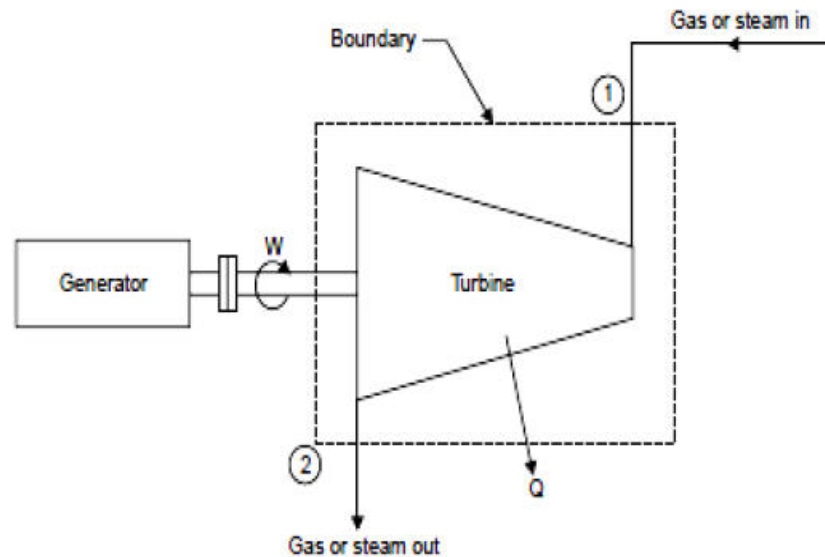 Gas or steam in
Boundary
1
W
Generator
Turbine
2
Q
Gas or steam out